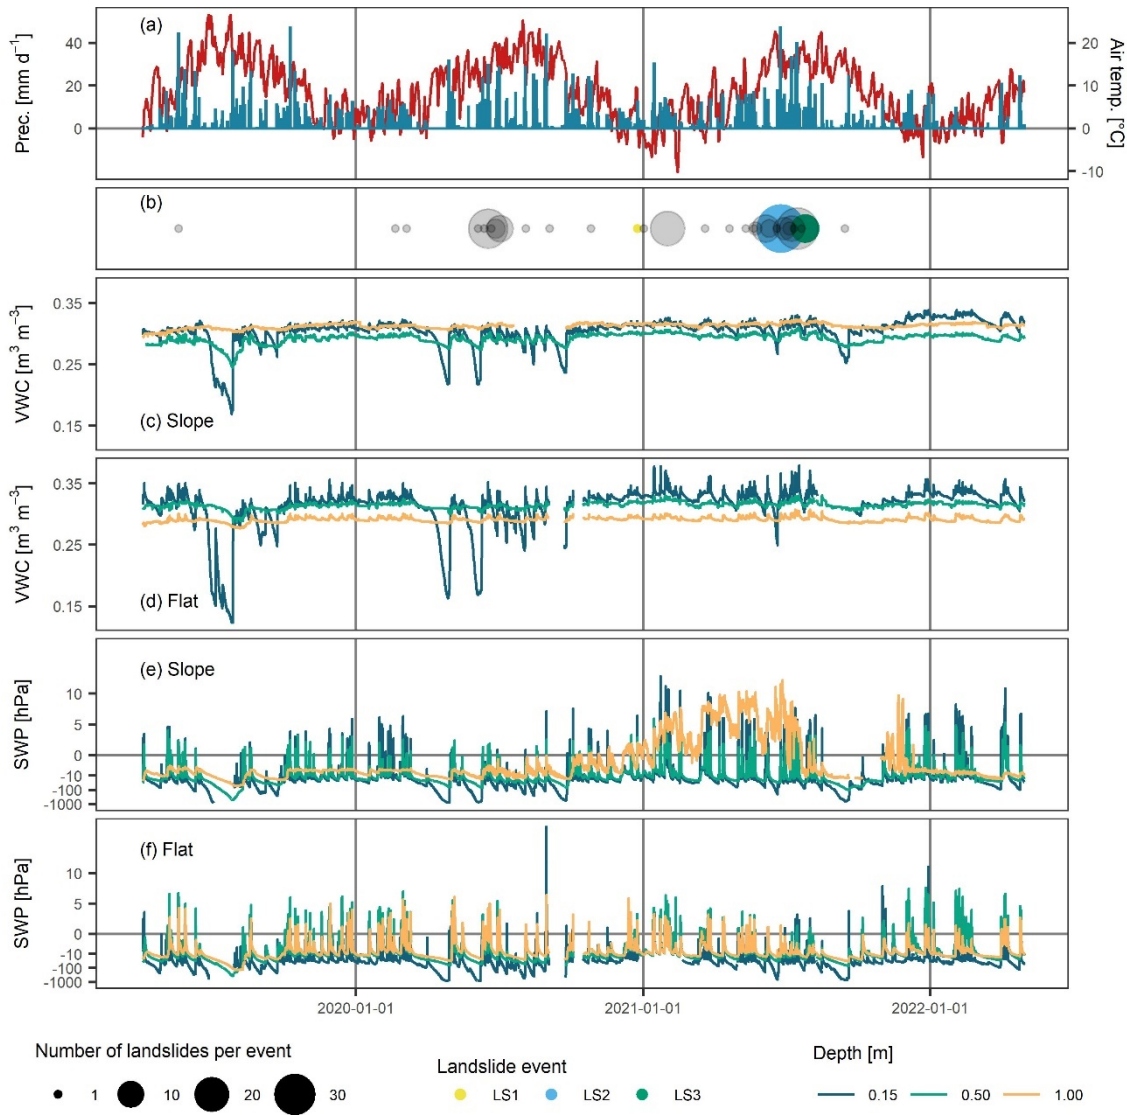 (a)
Prec. [mm d⁻¹]
40
20
0
20
10
0
-10
Air temp. [°C]
(b)
VWC [m³ m⁻³]
0.35
0.25
0.15
(c) Slope
VWC [m³ m⁻³]
0.35
0.25
0.15
(d) Flat
(e) Slope
SWP [hPa]
10
5
0
-10
-100
-1000
(f) Flat
SWP [hPa]
10
5
0
-10
-100
-1000
2020-01-01 2021-01-01 2022-01-01
Number of landslides per event
1 10 20 30
Landslide event
LS1 LS2 LS3
Depth [m]
0.15 0.50 1.00